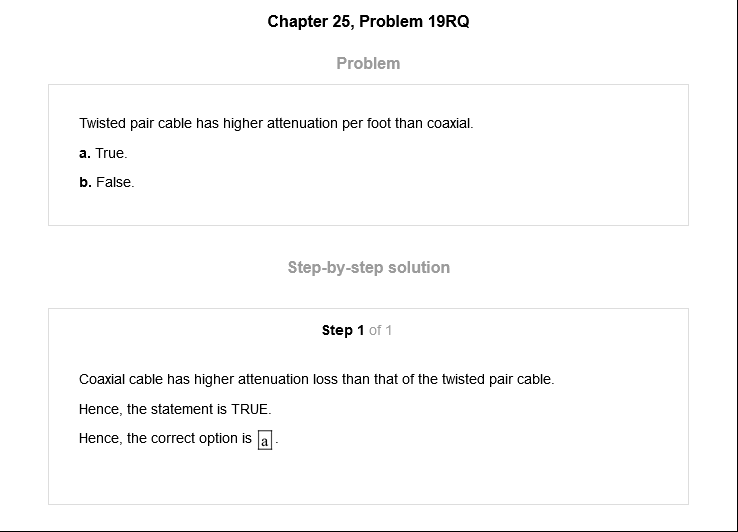 Chapter 25, Problem 19RQ
Problem
Twisted pair cable has higher attenuation per foot than coaxial.
a. True.
b. False.
Step-by-step solution
Step 1 of 1
Coaxial cable has higher attenuation loss than that of the twisted pair cable.
Hence, the statement is TRUE.
Hence, the correct option is a.